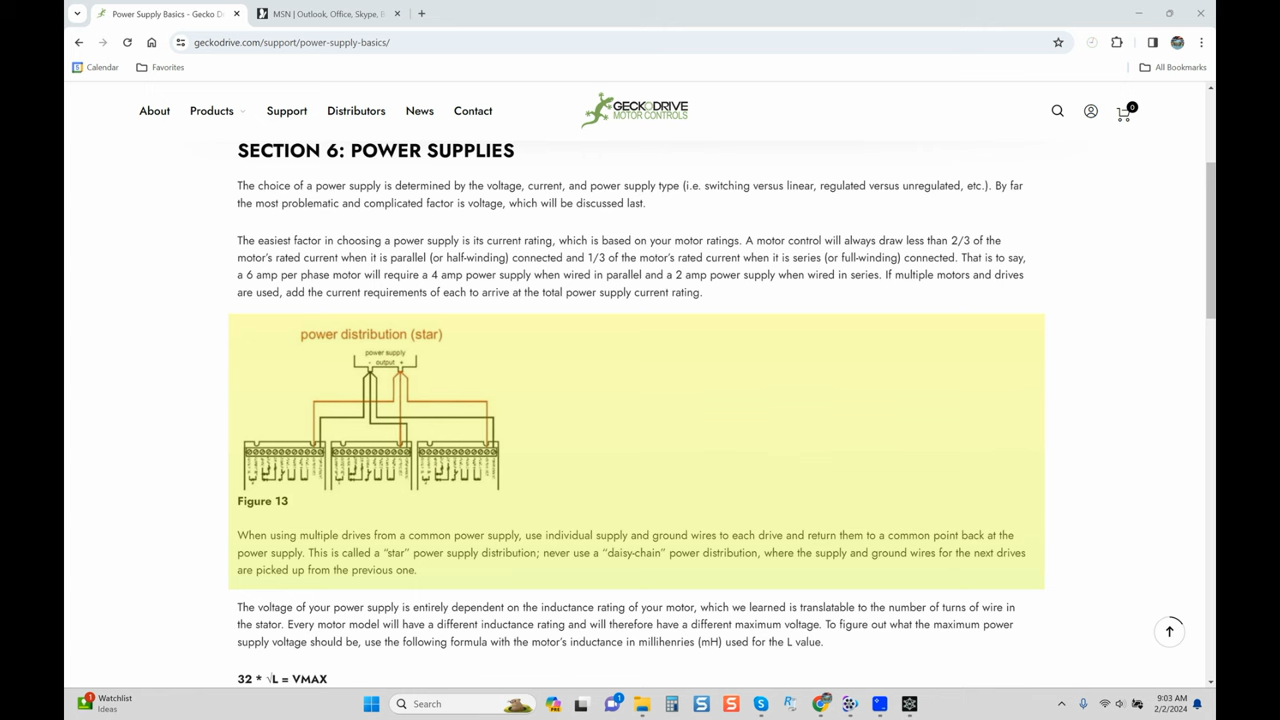 Power Supply Basics - Gecko D
MSN | Outlook, Office, Skype, B
geckodrive.com/support/power-supply-basics/
Calendar
Favorites
All Bookmarks
About
Products
Support
Distributors
News
Contact
GECKODRIVE
MOTOR CONTROLS
0
SECTION 6: POWER SUPPLIES
The choice of a power supply is determined by the voltage, current, and power supply type (i.e. switching versus linear, regulated versus unregulated, etc.). By far
the most problematic and complicated factor is voltage, which will be discussed last.
The easiest factor in choosing a power supply is its current rating, which is based on your motor ratings. A motor control will always draw less than 2/3 of the
motor's rated current when it is parallel (or half-winding) connected and 1/3 of the motor's rated current when it is series (or full-winding) connected. That is to say,
a 6 amp per phase motor will require a 4 amp power supply when wired in parallel and a 2 amp power supply when wired in series. If multiple motors and drives
are used, add the current requirements of each to arrive at the total power supply current rating.
power distribution (star)
power supply
- output +
Figure 13
When using multiple drives from a common power supply, use individual supply and ground wires to each drive and return them to a common point back at the
power supply. This is called a “star” power supply distribution; never use a “daisy-chain” power distribution, where the supply and ground wires for the next drives
are picked up from the previous one.
The voltage of your power supply is entirely dependent on the inductance rating of your motor, which we learned is translatable to the number of turns of wire in
the stator. Every motor model will have a different inductance rating and will therefore have a different maximum voltage. To figure out what the maximum power
supply voltage should be, use the following formula with the motor's inductance in millihenries (mH) used for the L value.
32 * √L = VMAX
1
Watchlist
Ideas
Search
1
9:03 AM
2/2/2024